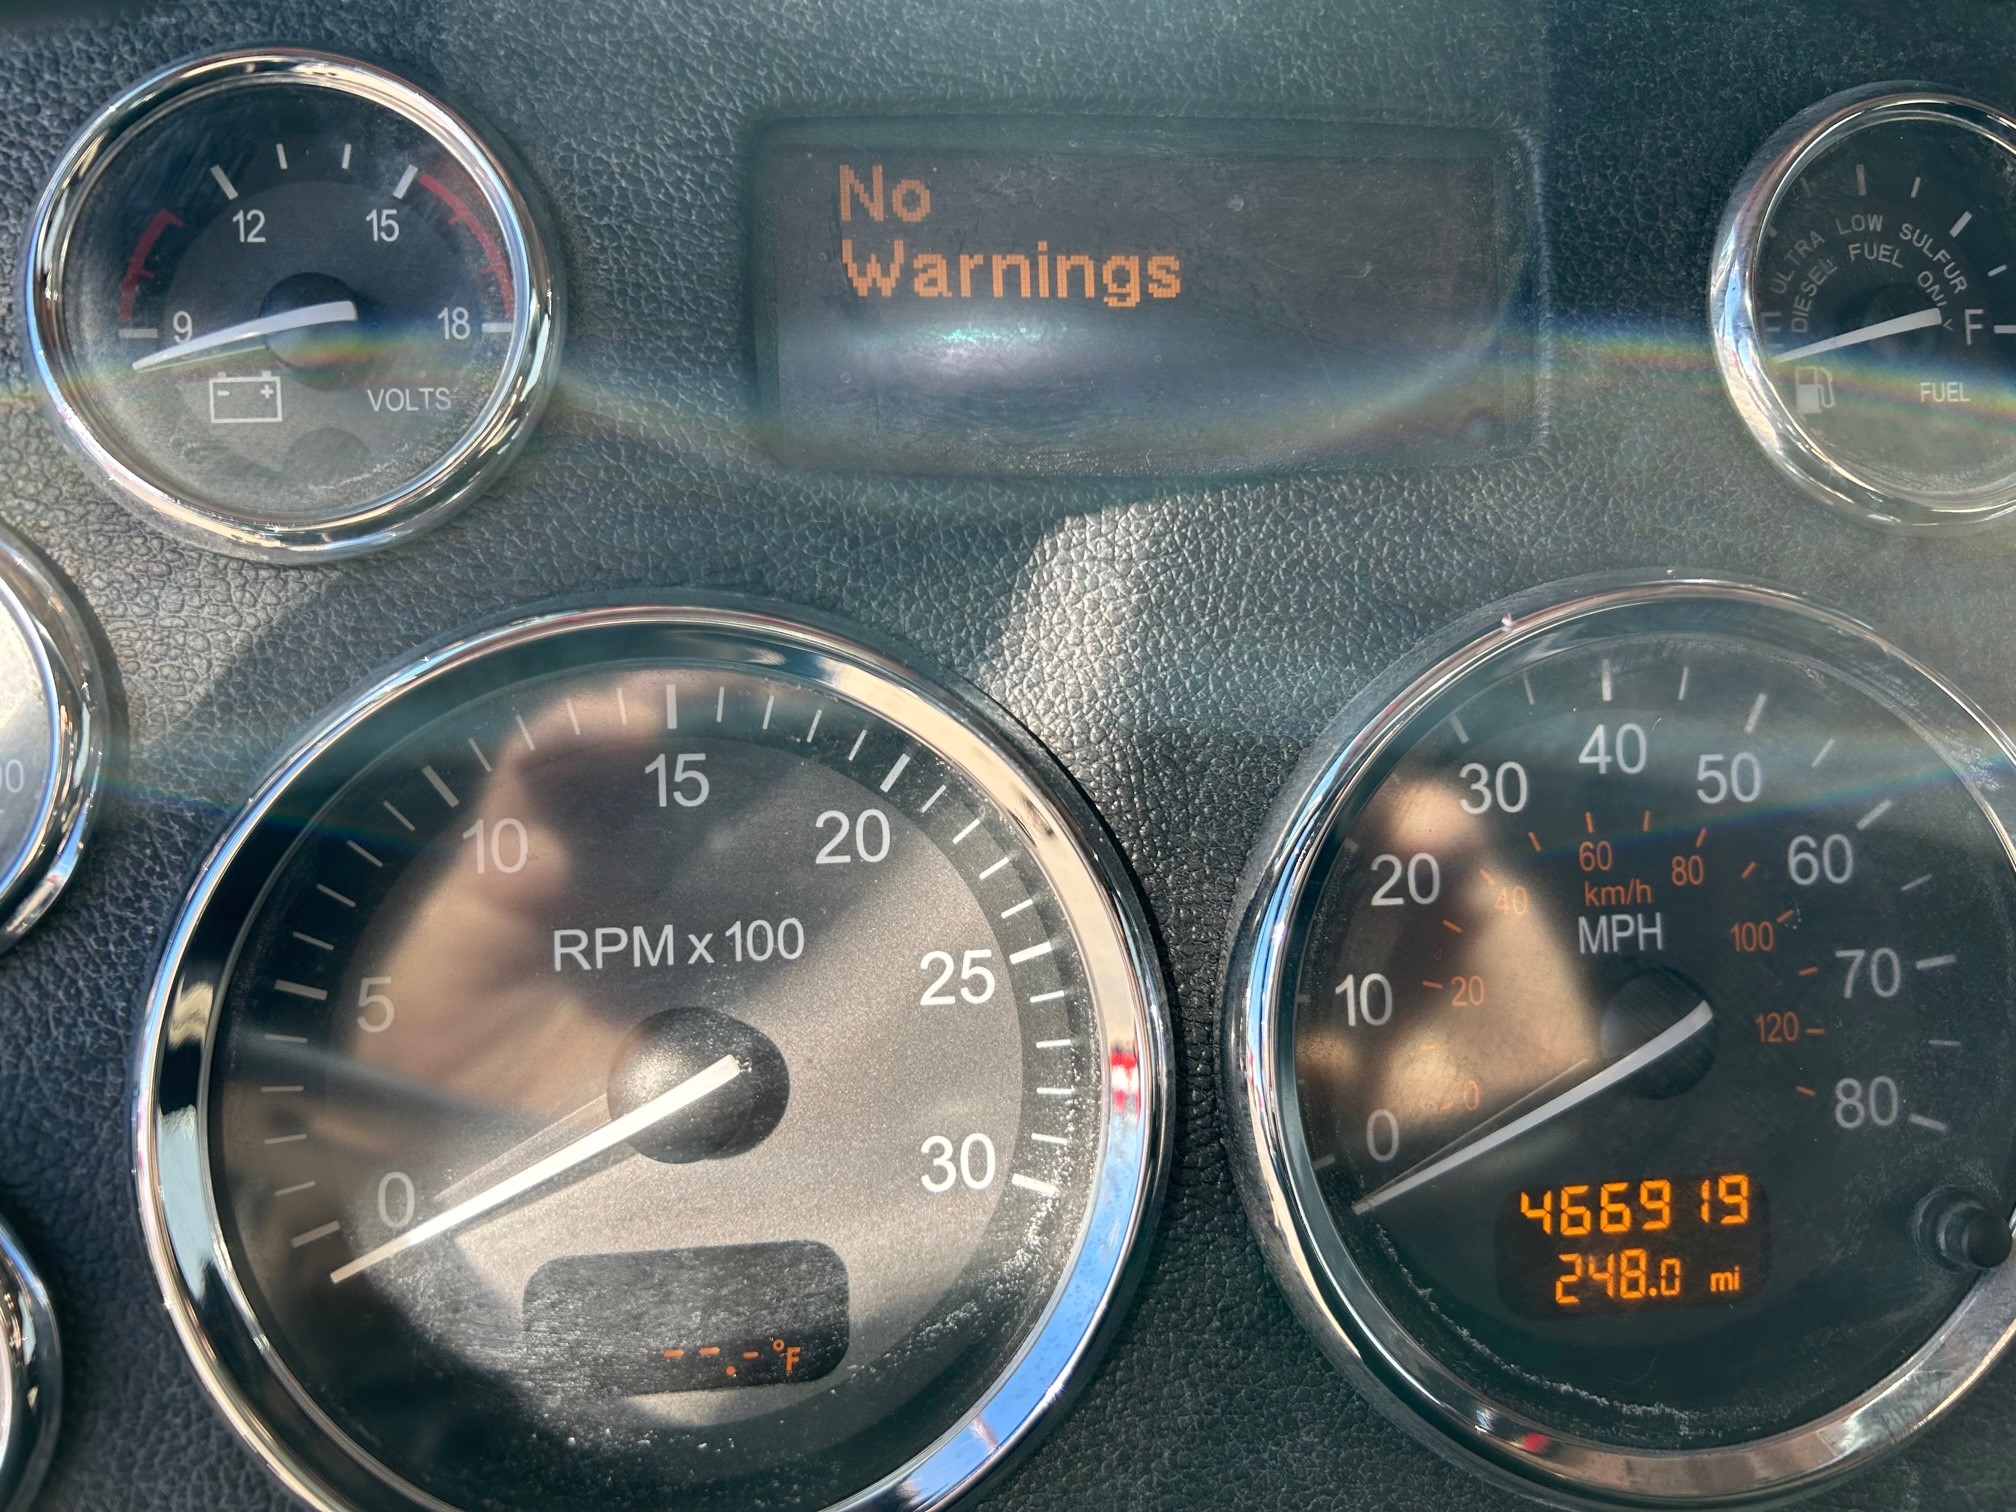 No
Warnings
12
15
9
18
- +
VOLTS
ULTRA LOW SULFUR
DIESEL FUEL ONLY
E
F
FUEL
0
5
10
15
20
25
30
RPM x 100
--.- °F
0
10
20
30
40
50
60
70
80
0
20
40
60
80
100
120
km/h
MPH
466919
248.0 mi